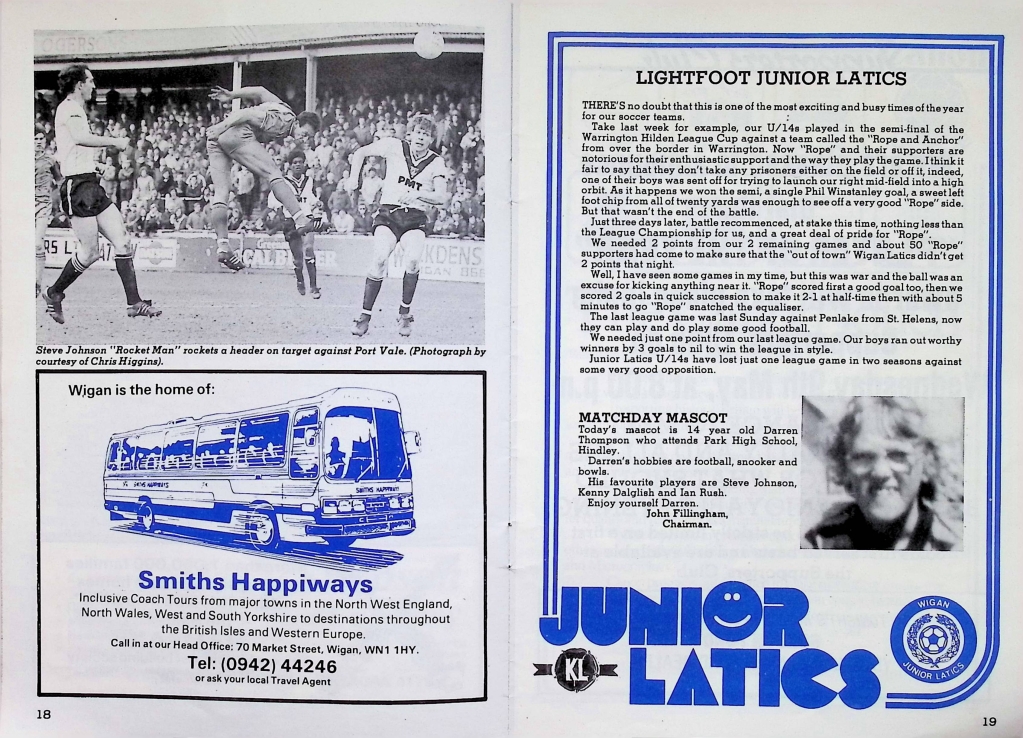 OGERS
PMT
RS L
CALIBRE
KDENS
WIGAN 866
Steve Johnson "Rocket Man" rockets a header on target against Port Vale. (Photograph by
courtesy of Chris Higgins).
Wigan is the home of:
SMITHS HAPPIWAYS
SMITHS HAPPIWAYS
Smiths Happiways
Inclusive Coach Tours from major towns in the North West England,
North Wales, West and South Yorkshire to destinations throughout
the British Isles and Western Europe.
Call in at our Head Office: 70 Market Street, Wigan, WN1 1HY.
Tel: (0942) 44246
or ask your local Travel Agent
18
LIGHTFOOT JUNIOR LATICS
THERE'S no doubt that this is one of the most exciting and busy times of the year
for our soccer teams.
Take last week for example, our U/14s played in the semi-final of the
Warrington Hilden League Cup against a team called the "Rope and Anchor"
from over the border in Warrington. Now "Rope" and their supporters are
notorious for their enthusiastic support and the way they play the game. I think it
fair to say that they don't take any prisoners either on the field or off it, indeed,
one of their boys was sent off for trying to launch our right mid-field into a high
orbit. As it happens we won the semi, a single Phil Winstanley goal, a sweet left
foot chip from all of twenty yards was enough to see off a very good "Rope" side.
But that wasn't the end of the battle.
Just three days later, battle recommenced, at stake this time, nothing less than
the League Championship for us, and a great deal of pride for "Rope".
We needed 2 points from our 2 remaining games and about 50 "Rope"
supporters had come to make sure that the "out of town" Wigan Latics didn't get
2 points that night.
Well, I have seen some games in my time, but this was war and the ball was an
excuse for kicking anything near it. "Rope" scored first a good goal too, then we
scored 2 goals in quick succession to make it 2-1 at half-time then with about 5
minutes to go "Rope" snatched the equaliser.
The last league game was last Sunday against Penlake from St. Helens, now
they can play and do play some good football.
We needed just one point from our last league game. Our boys ran out worthy
winners by 3 goals to nil to win the league in style.
Junior Latics U/14s have lost just one league game in two seasons against
some very good opposition.
MATCHDAY MASCOT
Today's mascot is 14 year old Darren
Thompson who attends Park High School,
Hindley.
Darren's hobbies are football, snooker and
bowls.
His favourite players are Steve Johnson,
Kenny Dalglish and Ian Rush.
Enjoy yourself Darren.
John Fillingham,
Chairman.
JUNIOR
LATICS
KL
WIGAN
JUNIOR LATICS
19